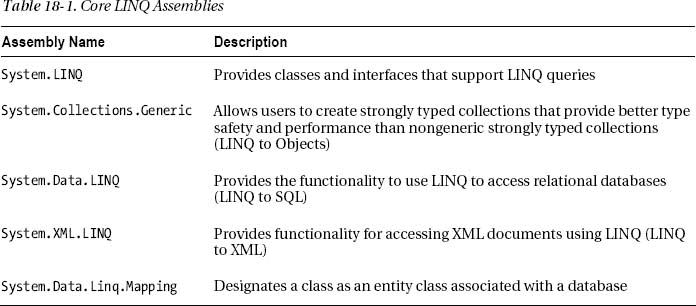 Table 18-1. Core LINQ Assemblies
Assembly Name Description
System.LINQ Provides classes and interfaces that support LINQ queries
System.Collections.Generic Allows users to create strongly typed collections that provide better type
safety and performance than nongeneric strongly typed collections
(LINQ to Objects)
System.Data.LINQ Provides the functionality to use LINQ to access relational databases
(LINQ to SQL)
System.XML.LINQ Provides functionality for accessing XML documents using LINQ (LINQ
to XML)
System.Data.Linq.Mapping Designates a class as an entity class associated with a database